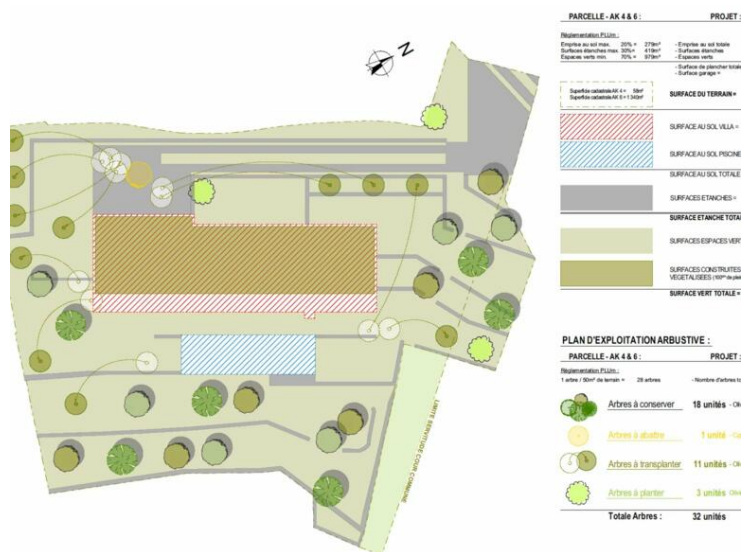 PARCELLE - AK 4 & 6 : PROJET :
Réglementation PLUm :
Emprise au sol max. 20% = 279m² - Emprise au sol totale
Surfaces étanches max. 30% = 419m² - Surfaces étanches
Espaces verts min. 70% = 979m² - Espaces verts
- Surface de plancher totale
- Surface garage =
Superficie cadastrale AK 4 = 58m²
Superficie cadastrale AK 6 = 1 340m²
SURFACE DU TERRAIN =
SURFACE AU SOL VILLA =
SURFACE AU SOL PISCINE
SURFACE AU SOL TOTALE
SURFACES ETANCHES =
SURFACE ETANCHE TOTA
SURFACES ESPACES VERT
SURFACES CONSTRUITES
VEGETALISEES
SURFACE VERT TOTALE =
N
LIMITE SERVITUDE COUR COMMUNE
PLAN D'EXPLOITATION ARBUSTIVE :
PARCELLE - AK 4 & 6 : PROJET :
Réglementation PLUm :
1 arbre / 50m² de terrain = 28 arbres - Nombre d'arbres to
Arbres à conserver 18 unités - Oliv
Arbres à abattre 1 unité
Arbres à transplanter 11 unités - Oliv
Arbres à planter 3 unités
Totale Arbres : 32 unités